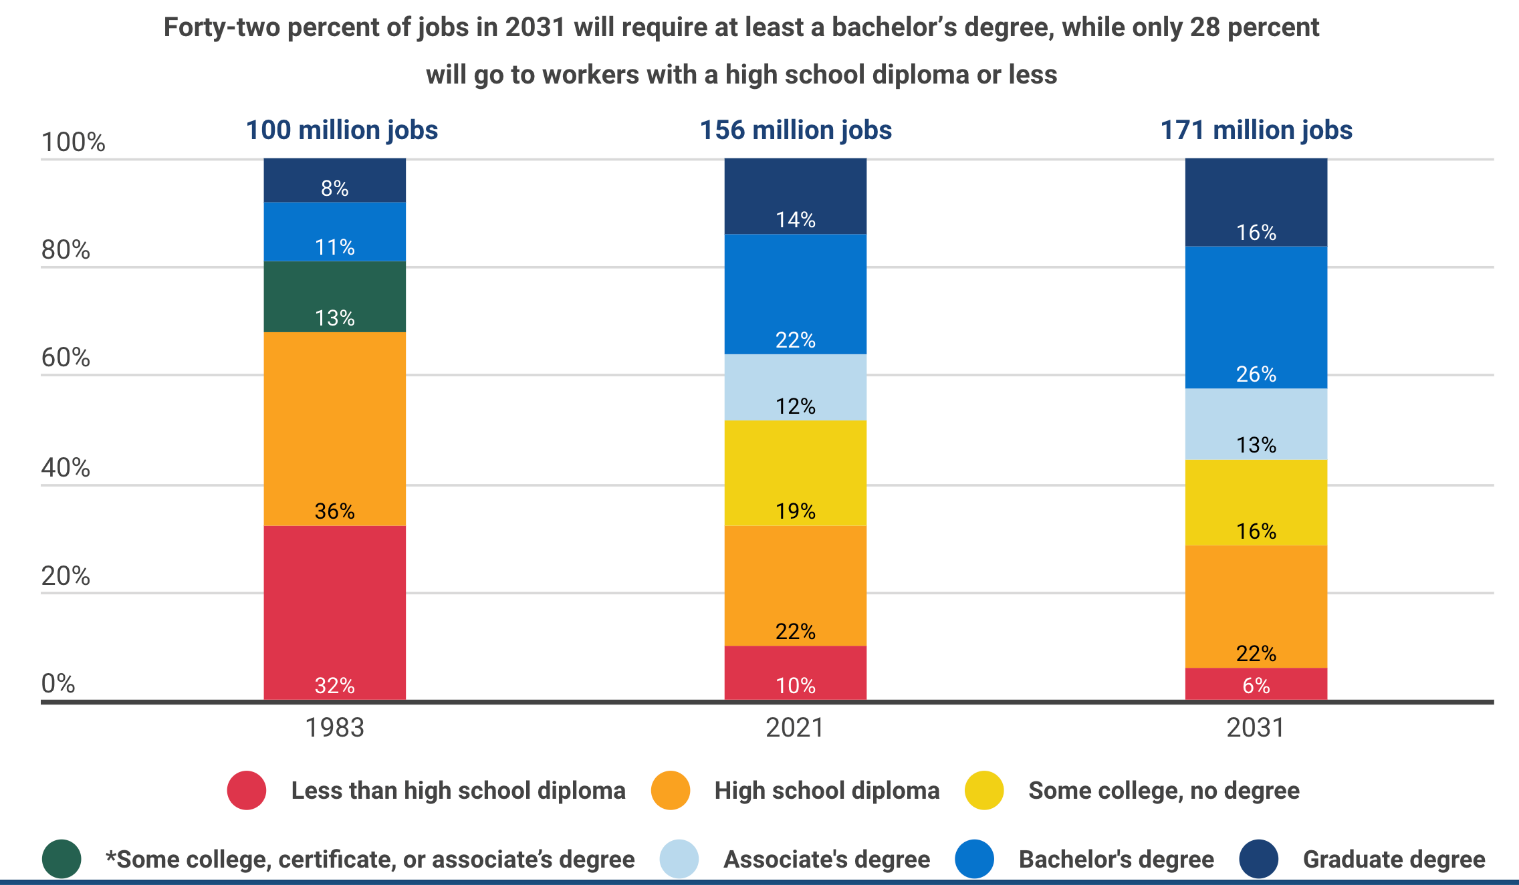 Forty-two percent of jobs in 2031 will require at least a bachelor’s degree, while only 28 percent
will go to workers with a high school diploma or less
100 million jobs 156 million jobs 171 million jobs
100%
8% 14% 16%
80%
11% 22% 26%
13% 12% 13%
60%
40%
36% 19% 16%
20%
22% 22%
0%
32% 10% 6%
1983 2021 2031
Less than high school diploma High school diploma Some college, no degree
*Some college, certificate, or associate’s degree Associate's degree Bachelor's degree Graduate degree